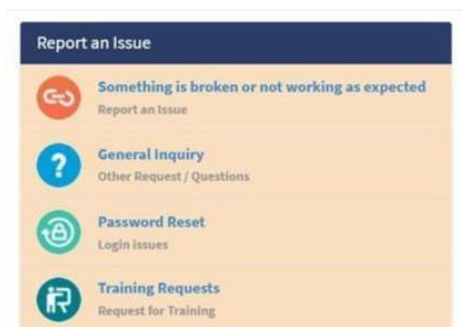 Report an Issue
Something is broken or not working as expected
Report an Issue
?
General Inquiry
Other Request / Questions
Password Reset
Login issues
Training Requests
Request for Training